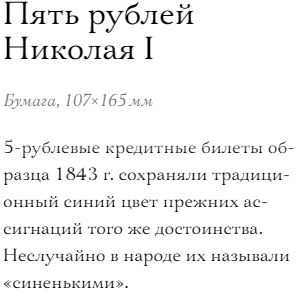 Пять рублей
Николая I
Бумага, 107×165 мм
5-рублевые кредитные билеты об-
разца 1843 г. сохраняли традици-
онный синий цвет прежних ас-
сигнаций того же достоинства.
Неслучайно в народе их называли
«синенькими».